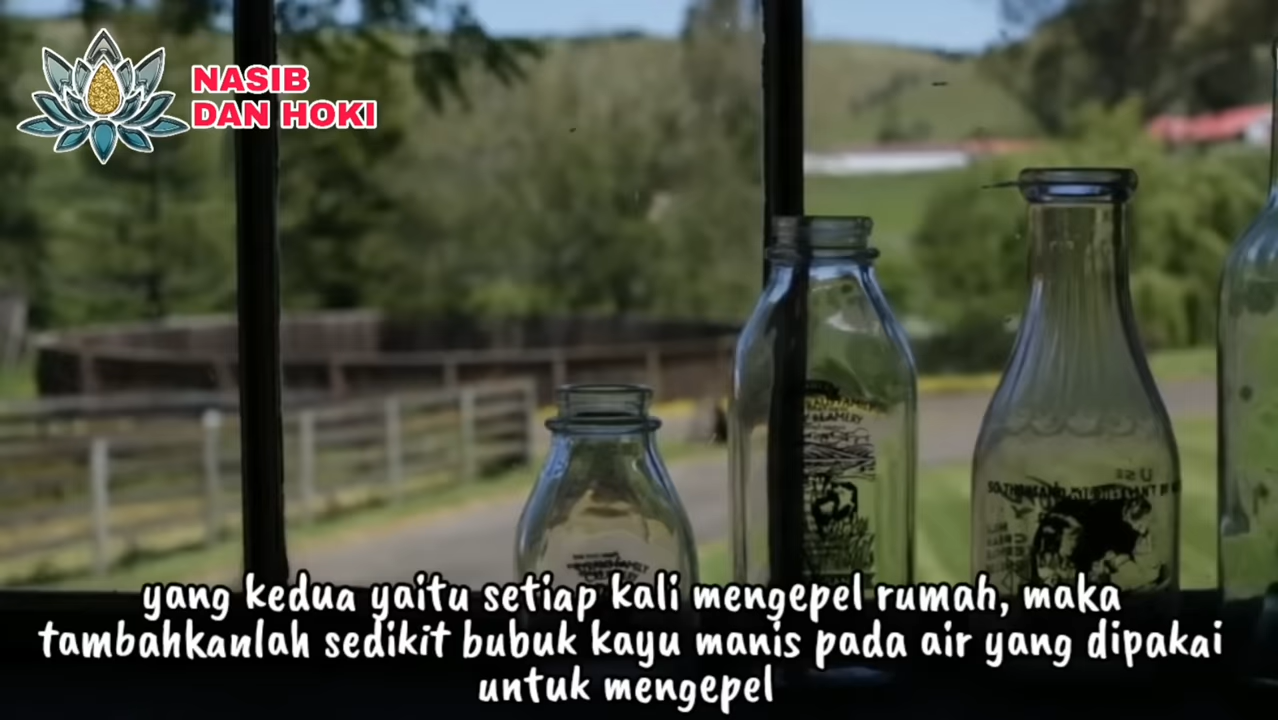 NASIB
DAN HOKI
yang kedua yaitu setiap kali mengepel rumah, maka
tambahkanlah sedikit bubuk kayu manis pada air yang dipakai
untuk mengepel